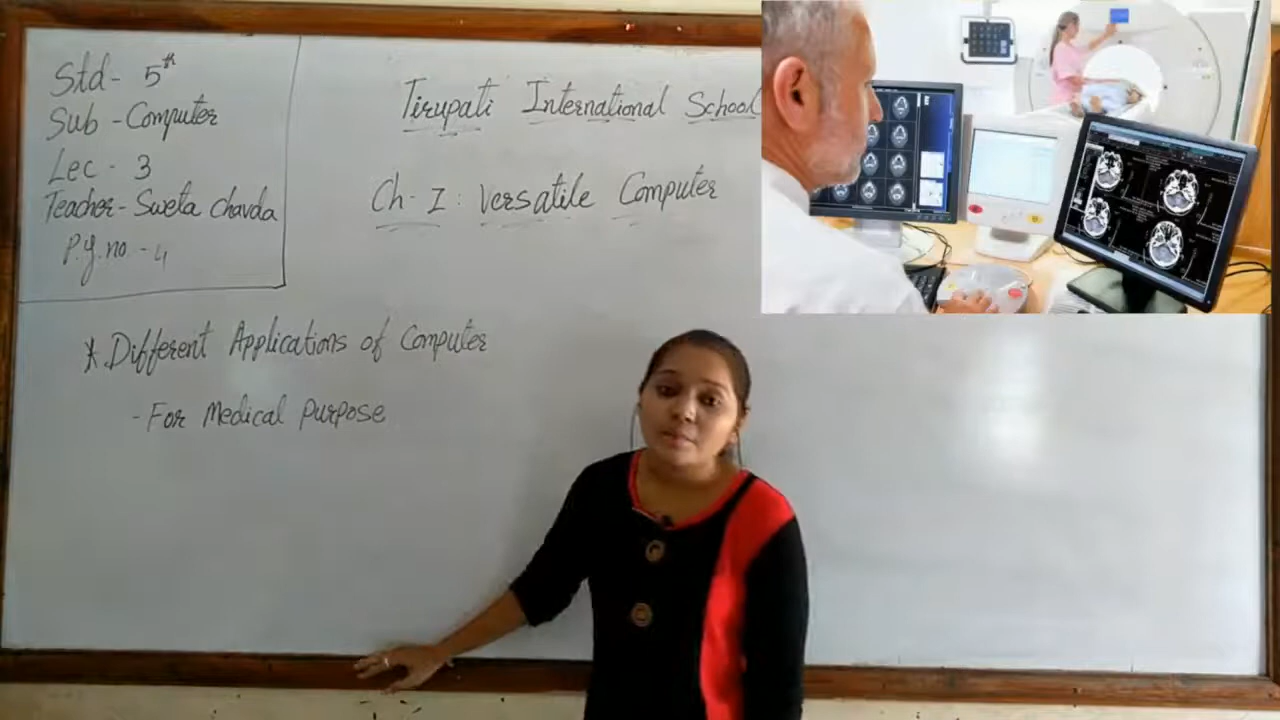 Std - 5th
Sub - Computer
Lec - 3
Teacher - Sweta Chavda
P.g. no. - 4
Tirupati International School
Ch - I : Versatile Computer
* Different Applications of Computer
- For Medical Purpose